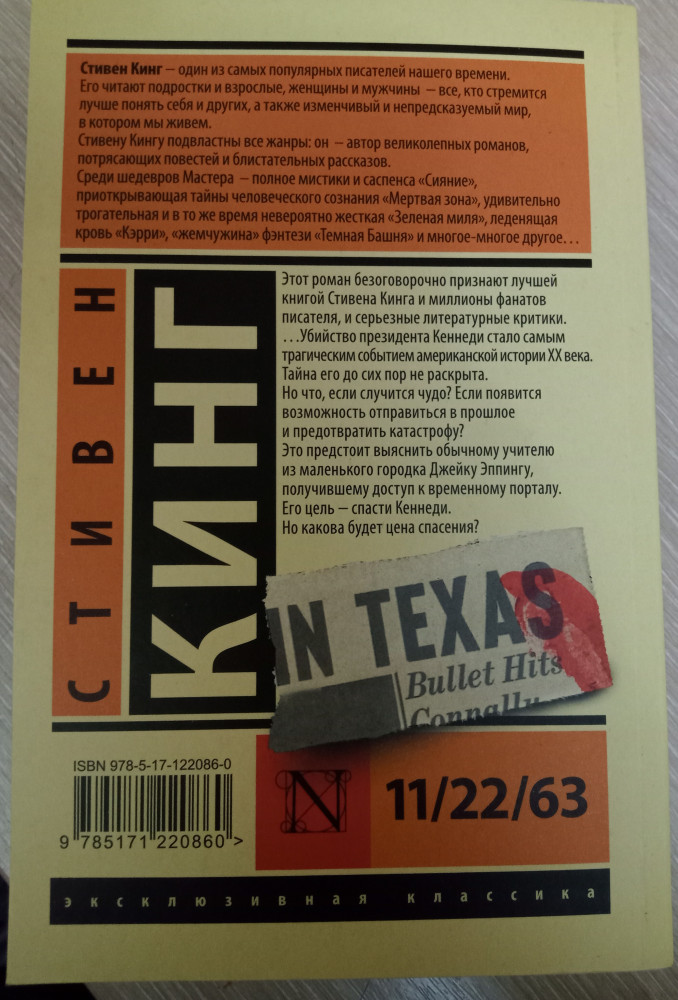 Стивен Кинг – один из самых популярных писателей нашего времени.
Его читают подростки и взрослые, женщины и мужчины – все, кто стремится
лучше понять себя и других, а также изменчивый и непредсказуемый мир,
в котором мы живем.
Стивену Кингу подвластны все жанры: он – автор великолепных романов,
потрясающих повестей и блистательных рассказов.
Среди шедевров Мастера – полное мистики и саспенса «Сияние»,
приоткрывающая тайны человеческого сознания «Мертвая зона», удивительно
трогательная и в то же время невероятно жесткая «Зеленая миля», леденящая
кровь «Кэрри», «жемчужина» фэнтези «Темная Башня» и многое-многое другое...
СТИВЕН
КИНГ
Этот роман безоговорочно признают лучшей
книгой Стивена Кинга и миллионы фанатов
писателя, и серьезные литературные критики.
...Убийство президента Кеннеди стало самым
трагическим событием американской истории XX века.
Тайна его до сих пор не раскрыта.
Но что, если случится чудо? Если появится
возможность отправиться в прошлое
и предотвратить катастрофу?
Это предстоит выяснить обычному учителю
из маленького городка Джейку Эппингу,
получившему доступ к временному порталу.
Его цель – спасти Кеннеди.
Но какова будет цена спасения?
IN TEXAS
Bullet Hits
Connally
ISBN 978-5-17-122086-0
9 785171 220860 >
N
11/22/63
эксклюзивная классика